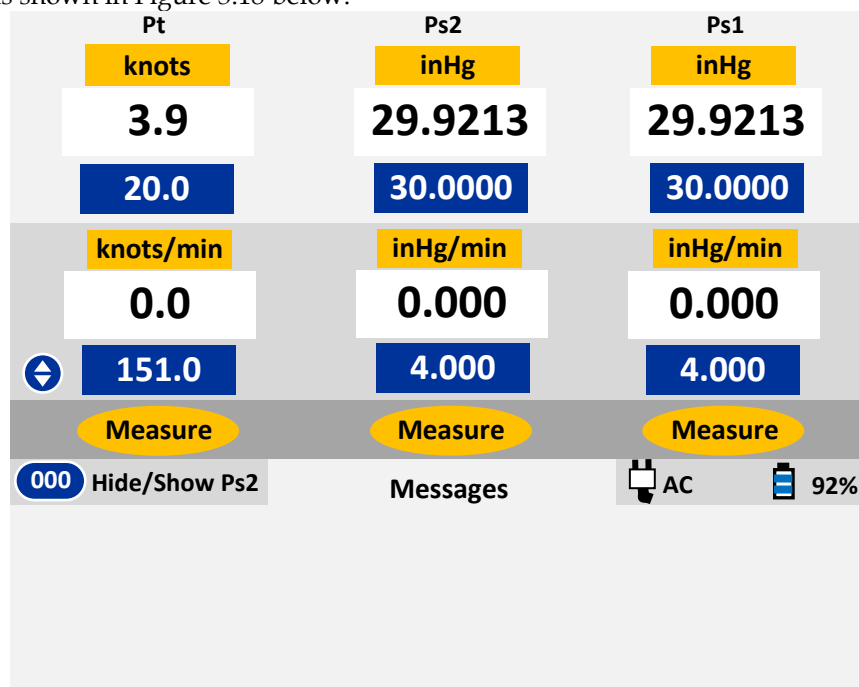 is shown in Figure 3.18 below.
Pt Ps2 Ps1
knots inHg inHg
3.9 29.9213 29.9213
20.0 30.0000 30.0000
knots/min inHg/min inHg/min
0.0 0.000 0.000
151.0 4.000 4.000
Measure Measure Measure
000 Hide/Show Ps2 Messages AC 92%